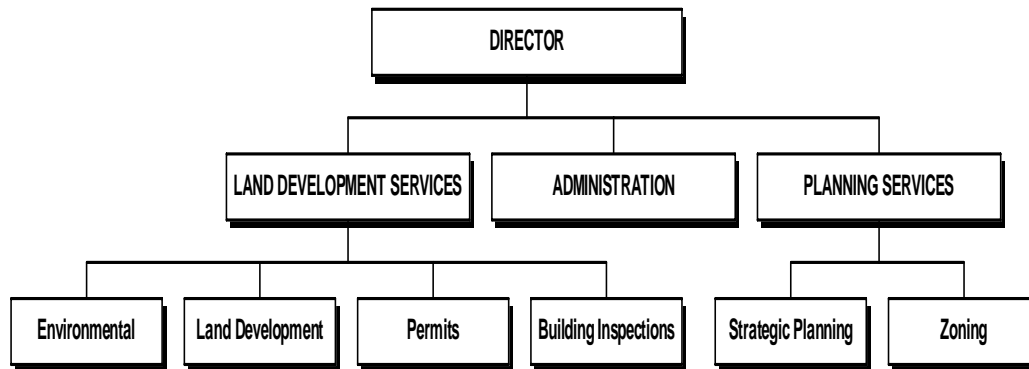 DIRECTOR
LAND DEVELOPMENT SERVICES
ADMINISTRATION
PLANNING SERVICES
Environmental
Land Development
Permits
Building Inspections
Strategic Planning
Zoning